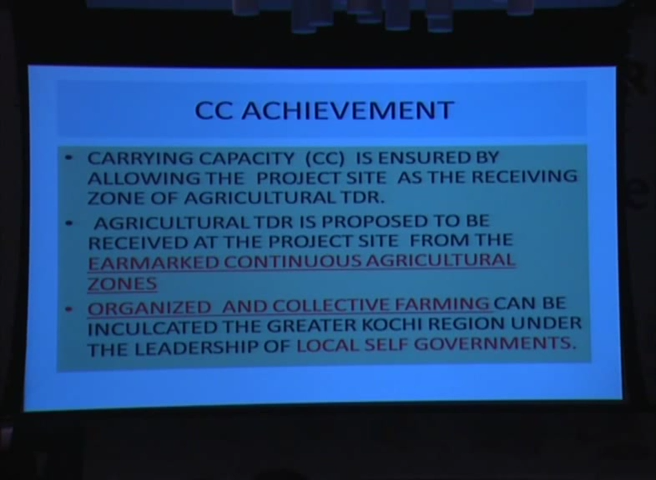 CC ACHIEVEMENT
• CARRYING CAPACITY (CC) IS ENSURED BY
ALLOWING THE PROJECT SITE AS THE RECEIVING
ZONE OF AGRICULTURAL TDR.
• AGRICULTURAL TDR IS PROPOSED TO BE
RECEIVED AT THE PROJECT SITE FROM THE
EARMARKED CONTINUOUS AGRICULTURAL
ZONES
• ORGANIZED AND COLLECTIVE FARMING CAN BE
INCULCATED THE GREATER KOCHI REGION UNDER
THE LEADERSHIP OF LOCAL SELF GOVERNMENTS.